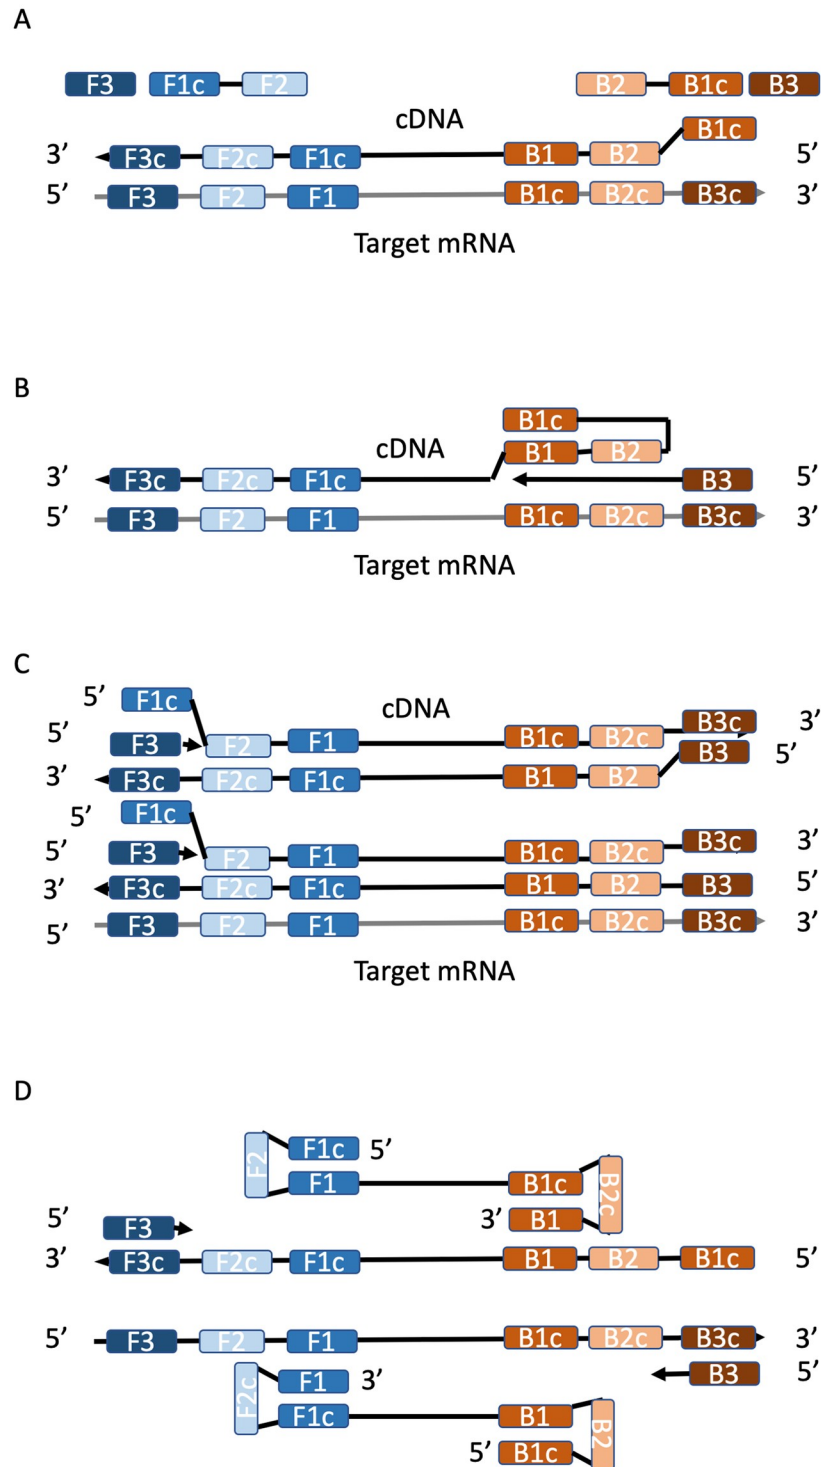 A
F3 F1c F2 B2 B1c B3
cDNA
B1c
3’ F3c F2c F1c B1 B2 5’
5’ F3 F2 F1 B1c B2c B3c 3’
Target mRNA
B
B1c
cDNA B1 B2
3’ F3c F2c F1c B3 5’
5’ F3 F2 F1 B1c B2c B3c 3’
Target mRNA
C
5’ F1c cDNA B3c 3’
5’ F3 F2 F1 B1c B2c B3 5’
3’ F3c F2c F1c B1 B2
5’ F1c
5’ F3 F2 F1 B1c B2c B3c 3’
3’ F3c F2c F1c B1 B2 B3 5’
5’ F3 F2 F1 B1c B2c B3c 3’
Target mRNA
D
F2 F1c 5’
F1 B1c B2c
5’ F3 3’ B1
3’ F3c F2c F1c B1 B2 B1c 5’
5’ F3 F2 F1 B1c B2c B3c 3’
F2c F1 3’ B3 5’
F1c B1 B2
5’ B1c